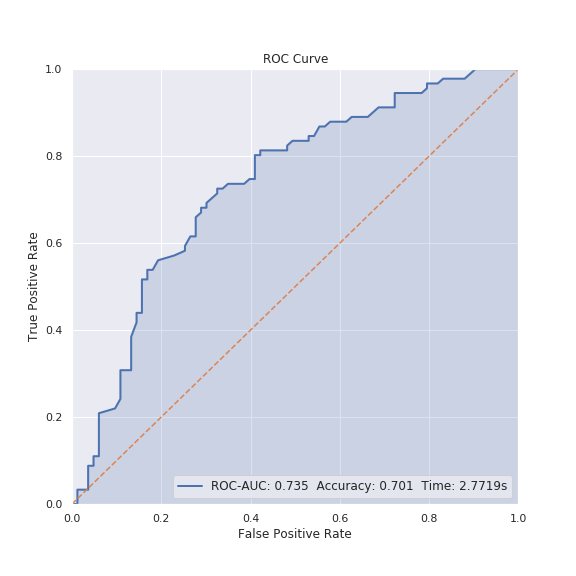 ROC Curve
1.0
0.8
0.6
0.4
0.2
0.0
True Positive Rate
ROC-AUC: 0.735  Accuracy: 0.701  Time: 2.7719s
0.0 0.2 0.4 0.6 0.8 1.0
False Positive Rate